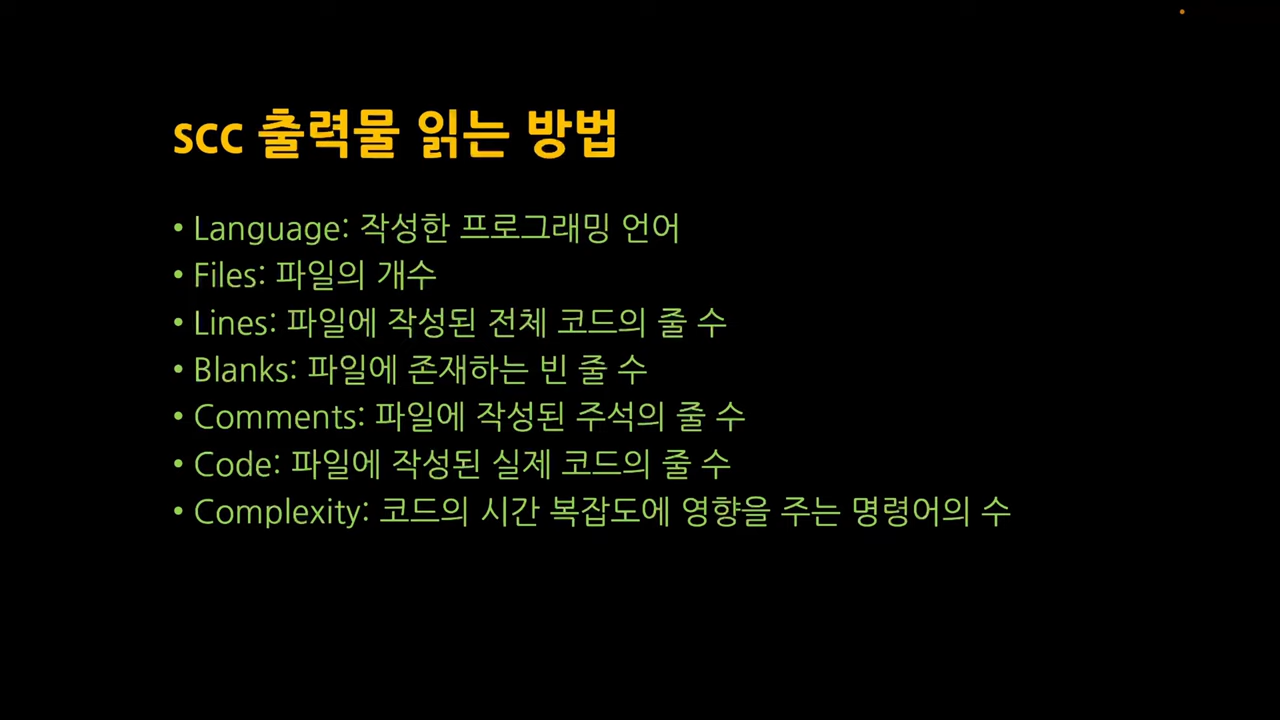 scc 출력물 읽는 방법
• Language: 작성한 프로그래밍 언어
• Files: 파일의 개수
• Lines: 파일에 작성된 전체 코드의 줄 수
• Blanks: 파일에 존재하는 빈 줄 수
• Comments: 파일에 작성된 주석의 줄 수
• Code: 파일에 작성된 실제 코드의 줄 수
• Complexity: 코드의 시간 복잡도에 영향을 주는 명령어의 수